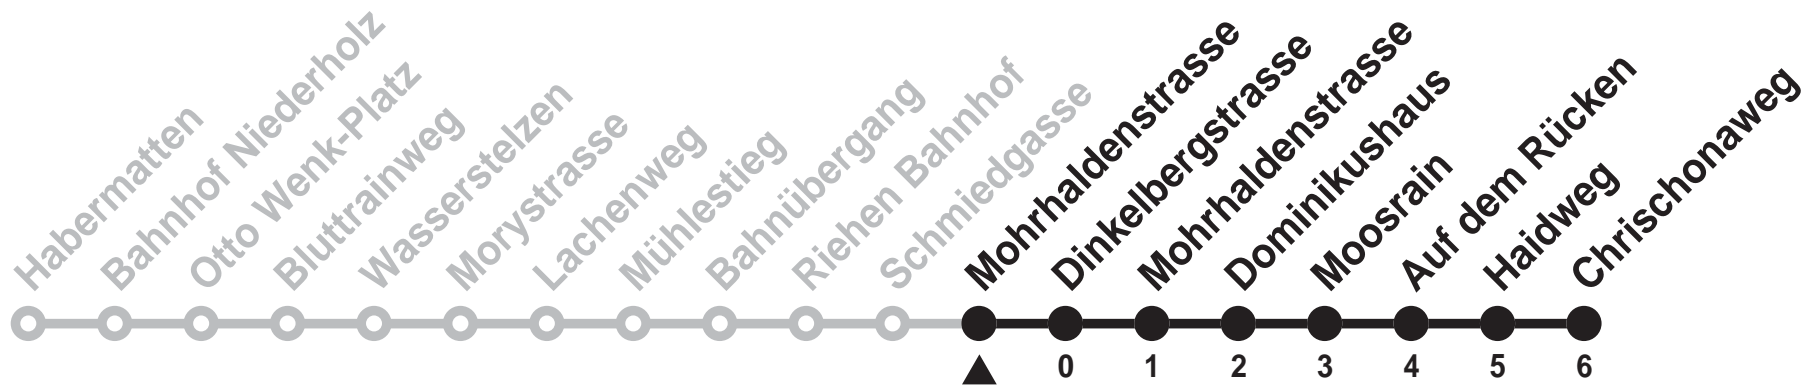 Habermatten
Bahnhof Niederholz
Otto Wenk-Platz
Bluttrainweg
Wasserstelzen
Morystrasse
Lachenweg
Mühlestieg
Bahnübergang
Riehen Bahnhof
Schmiedgasse
Mohrhaldenstrasse
Dinkelbergstrasse
Mohrhaldenstrasse
Dominikushaus
Moosrain
Auf dem Rücken
Haidweg
Chrischonaweg
0 1 2 3 4 5 6